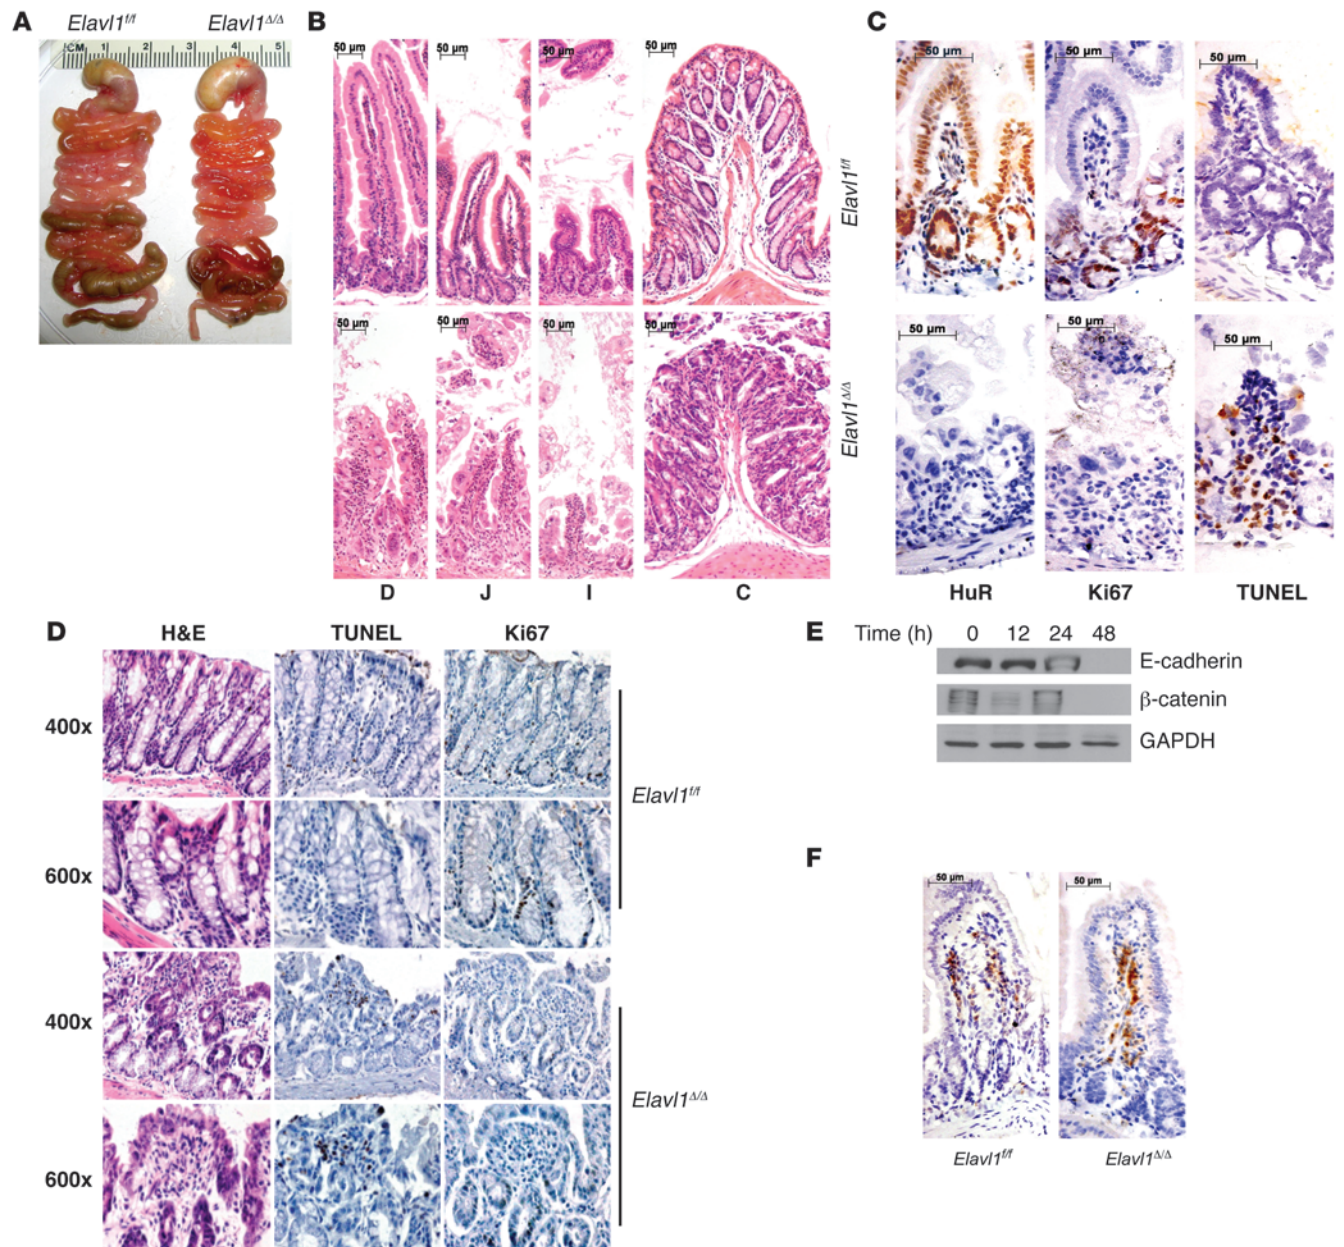 A
Elavl1f/f
Elavl1Δ/Δ
CM 1 2 3 4 5
B
50 μm 50 μm 50 μm 50 μm
Elavl1f/f
50 μm 50 μm 50 μm 50 μm
Elavl1Δ/Δ
D J I C
C
50 μm 50 μm 50 μm
50 μm 50 μm 50 μm
HuR Ki67 TUNEL
D
H&E TUNEL Ki67
400x
Elavl1f/f
600x
400x
Elavl1Δ/Δ
600x
E
Time (h) 0 12 24 48
E-cadherin
β-catenin
GAPDH
F
50 μm 50 μm
Elavl1f/f Elavl1Δ/Δ